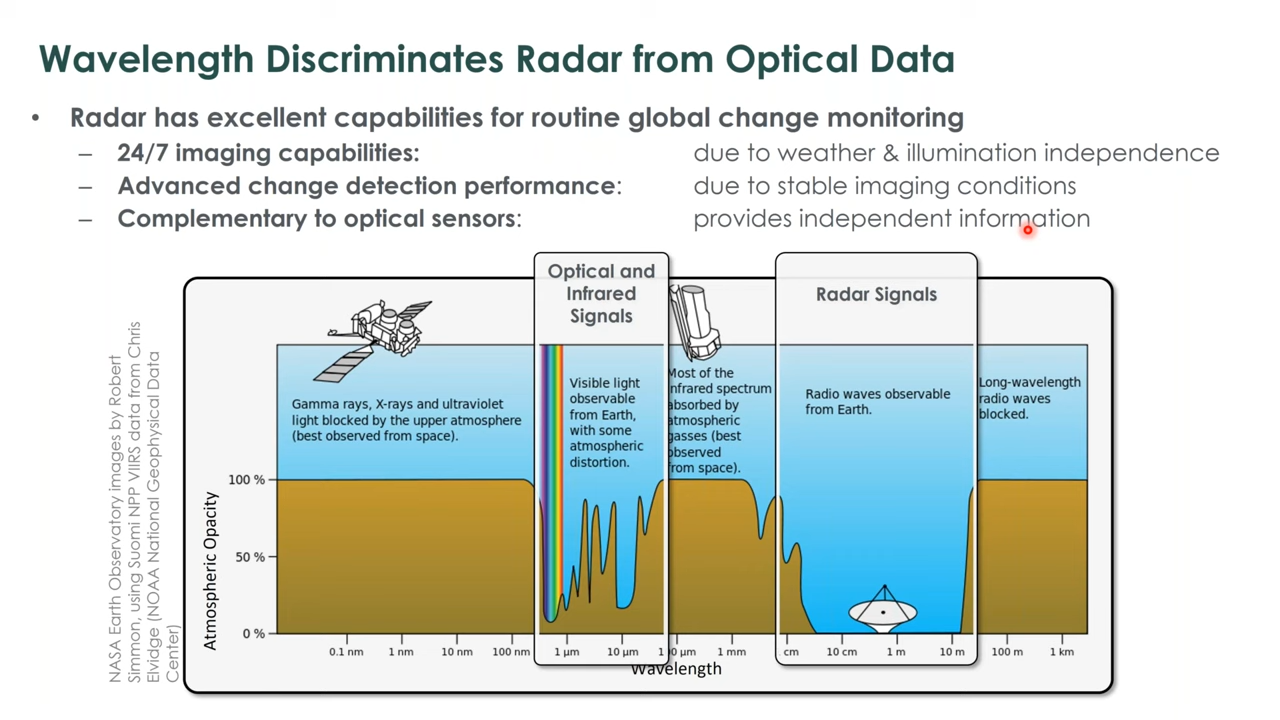 Wavelength Discriminates Radar from Optical Data
• Radar has excellent capabilities for routine global change monitoring
– 24/7 imaging capabilities: due to weather & illumination independence
– Advanced change detection performance: due to stable imaging conditions
– Complementary to optical sensors: provides independent information
Optical and
Infrared
Signals
Radar Signals
Gamma rays, X-rays and ultraviolet
light blocked by the upper atmosphere
(best observed from space).
Visible light
observable
from Earth,
with some
atmospheric
distortion.
Most of the
infrared spectrum
absorbed by
atmospheric
gasses (best
observed
from space).
Radio waves observable
from Earth.
Long-wavelength
radio waves
blocked.
Atmospheric Opacity
100 %
50 %
0 %
0.1 nm 1 nm 10 nm 100 nm 1 µm 10 µm 100 µm 1 mm cm 10 cm 1 m 10 m 100 m 1 km
Wavelength
NASA Earth Observatory images by Robert
Simmon, using Suomi NPP VIIRS data from Chris
Elvidge (NOAA National Geophysical Data
Center)